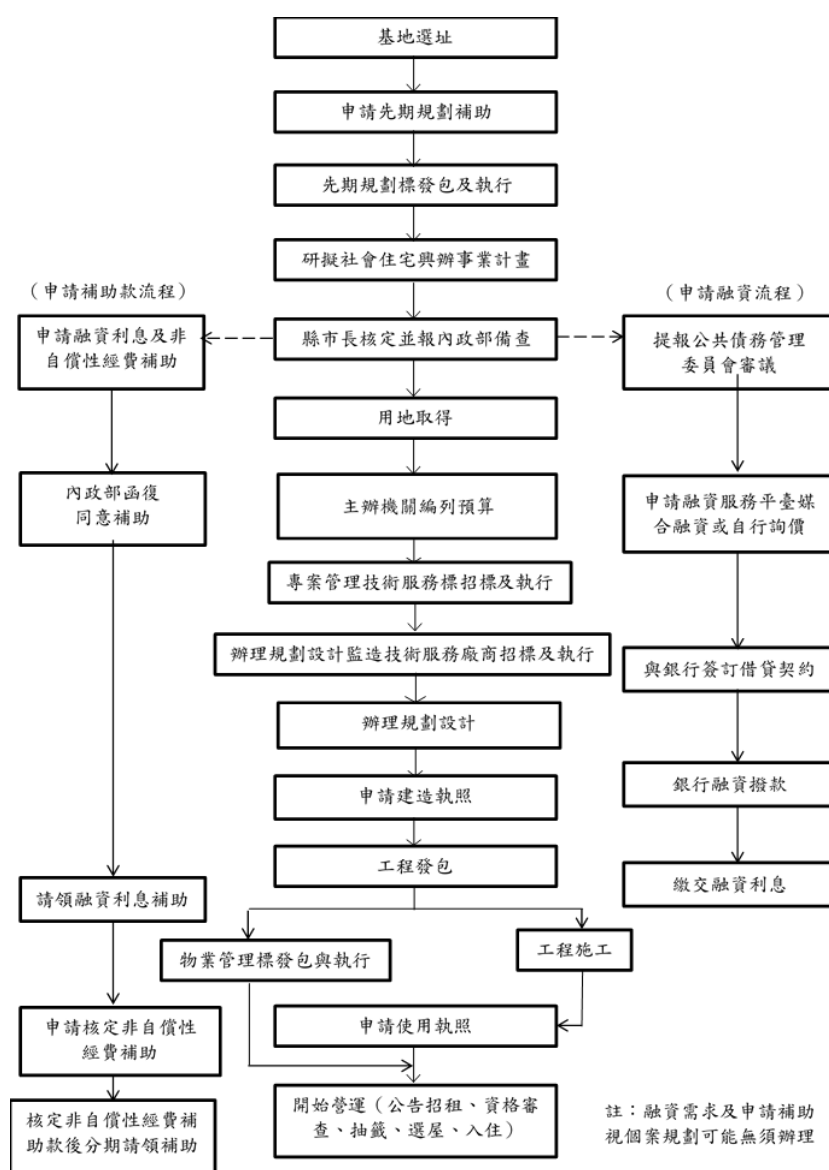 基地選址
申請先期規劃補助
先期規劃標發包及執行
研擬社會住宅興辦事業計畫
（申請補助款流程）
（申請融資流程）
申請融資利息及非
自償性經費補助
縣市長核定並報內政部備查
提報公共債務管理
委員會審議
用地取得
內政部函復
同意補助
主辦機關編列預算
申請融資服務平臺媒
合融資或自行詢價
專案管理技術服務標招標及執行
辦理規劃設計監造技術服務廠商招標及執行
與銀行簽訂借貸契約
辦理規劃設計
申請建造執照
銀行融資撥款
工程發包
請領融資利息補助
繳交融資利息
物業管理標發包與執行
工程施工
申請核定非自償性
經費補助
申請使用執照
核定非自償性經費補
助款後分期請領補助
開始營運（公告招租、資格審
查、抽籤、選屋、入住）
註：融資需求及申請補助
視個案規劃可能無須辦理